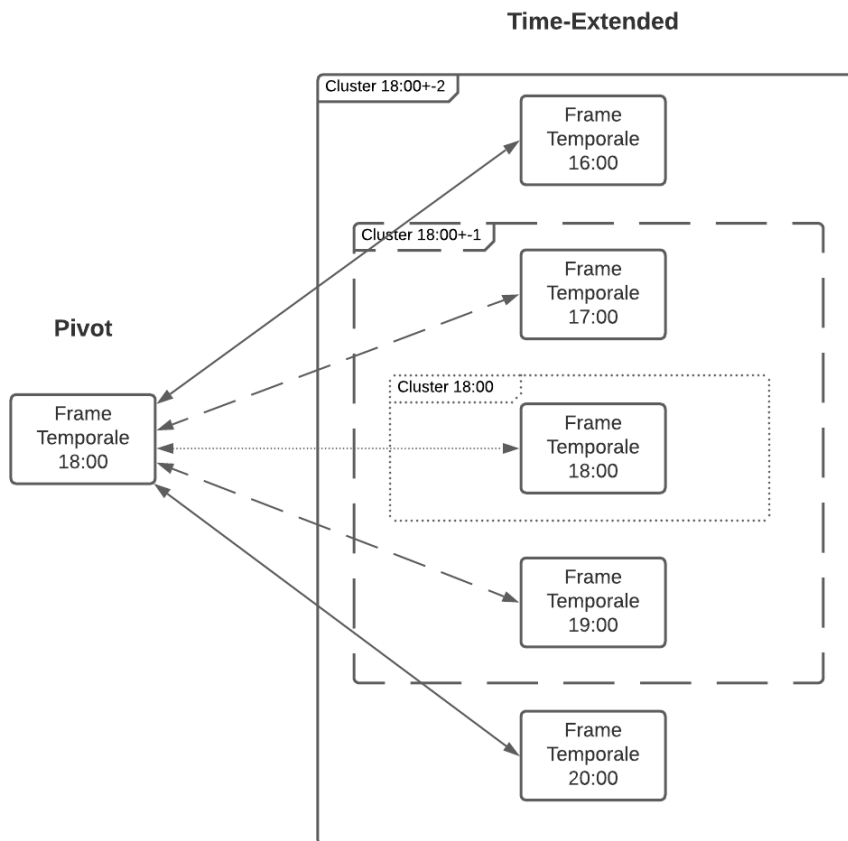 Time-Extended
Cluster 18:00+-2
Frame
Temporale
16:00
Cluster 18:00+-1
Frame
Temporale
17:00
Pivot
Frame
Temporale
18:00
Cluster 18:00
Frame
Temporale
18:00
Frame
Temporale
19:00
Frame
Temporale
20:00